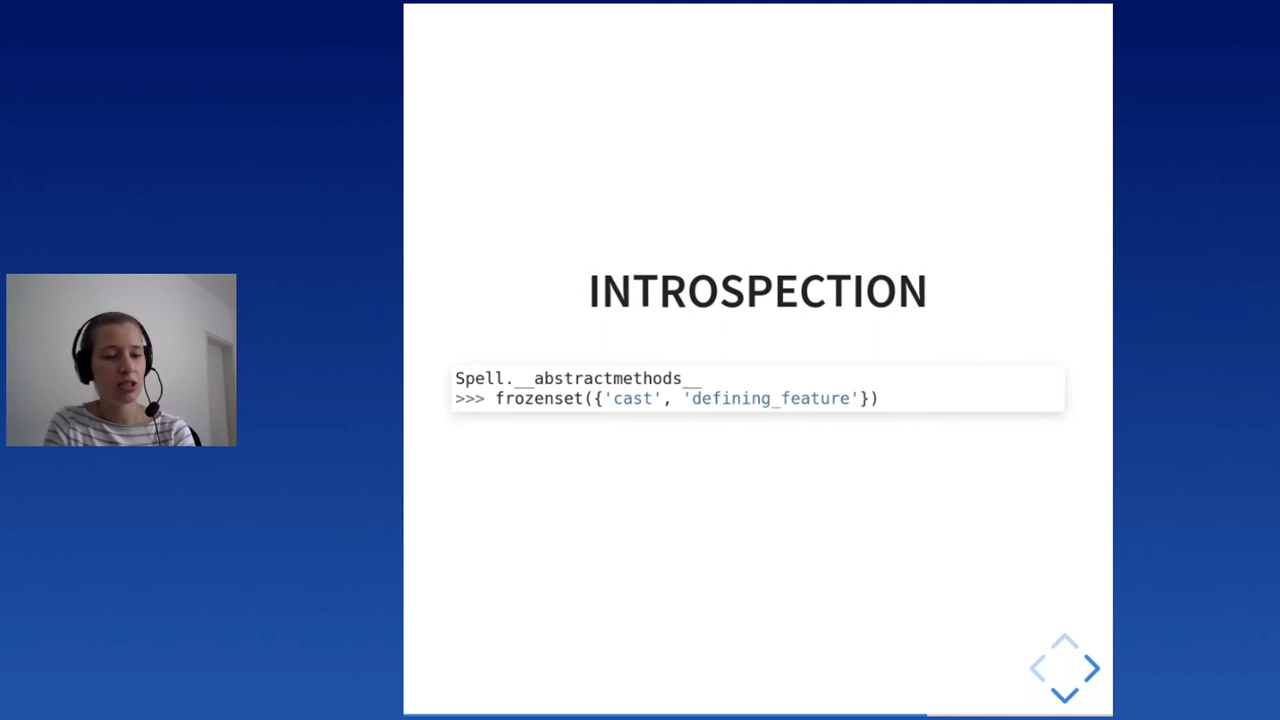 INTROSPECTION
Spell.__abstractmethods__
>>> frozenset({'cast', 'defining_feature'})